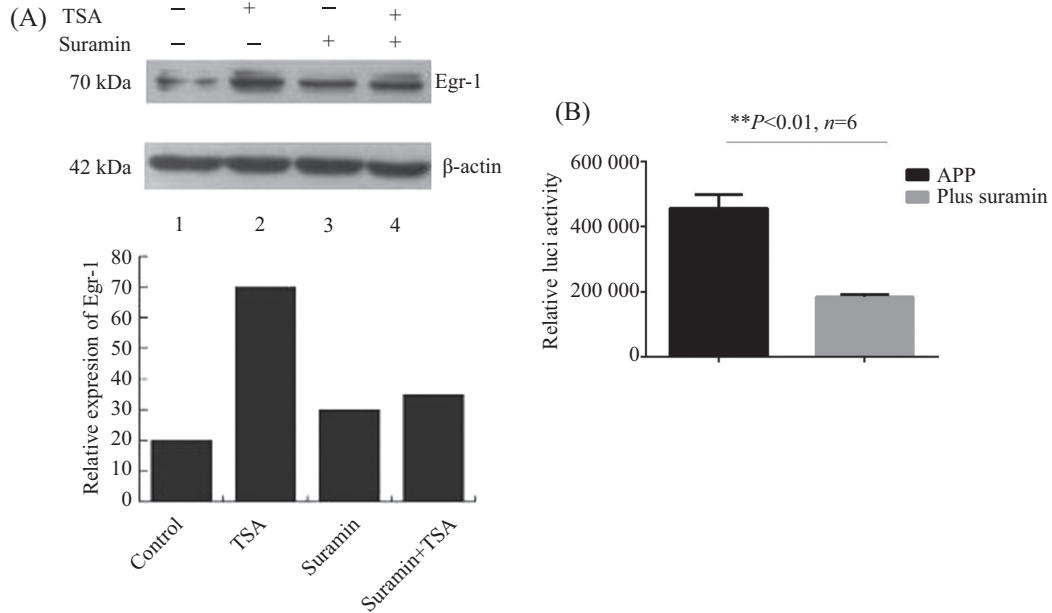 (A)
TSA – + – +
Suramin – – + +
70 kDa Egr-1
42 kDa β-actin
1 2 3 4
Relative expresion of Egr-1
80
70
60
50
40
30
20
10
0
Control TSA Suramin Suramin+TSA
(B)
**P<0.01, n=6
Relative luci activity
600 000
400 000
200 000
0
APP
Plus suramin